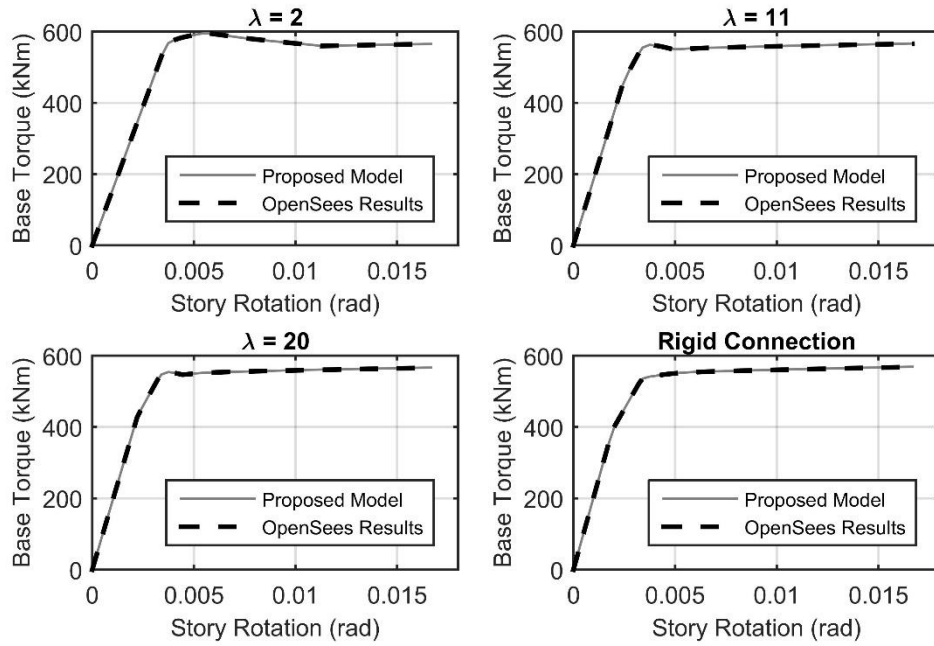 λ = 2
Base Torque (kNm)
600
400
200
0
Proposed Model
OpenSees Results
0 0.005 0.01 0.015
Story Rotation (rad)
λ = 11
Base Torque (kNm)
600
400
200
0
Proposed Model
OpenSees Results
0 0.005 0.01 0.015
Story Rotation (rad)
λ = 20
Base Torque (kNm)
600
400
200
0
Proposed Model
OpenSees Results
0 0.005 0.01 0.015
Story Rotation (rad)
Rigid Connection
Base Torque (kNm)
600
400
200
0
Proposed Model
OpenSees Results
0 0.005 0.01 0.015
Story Rotation (rad)